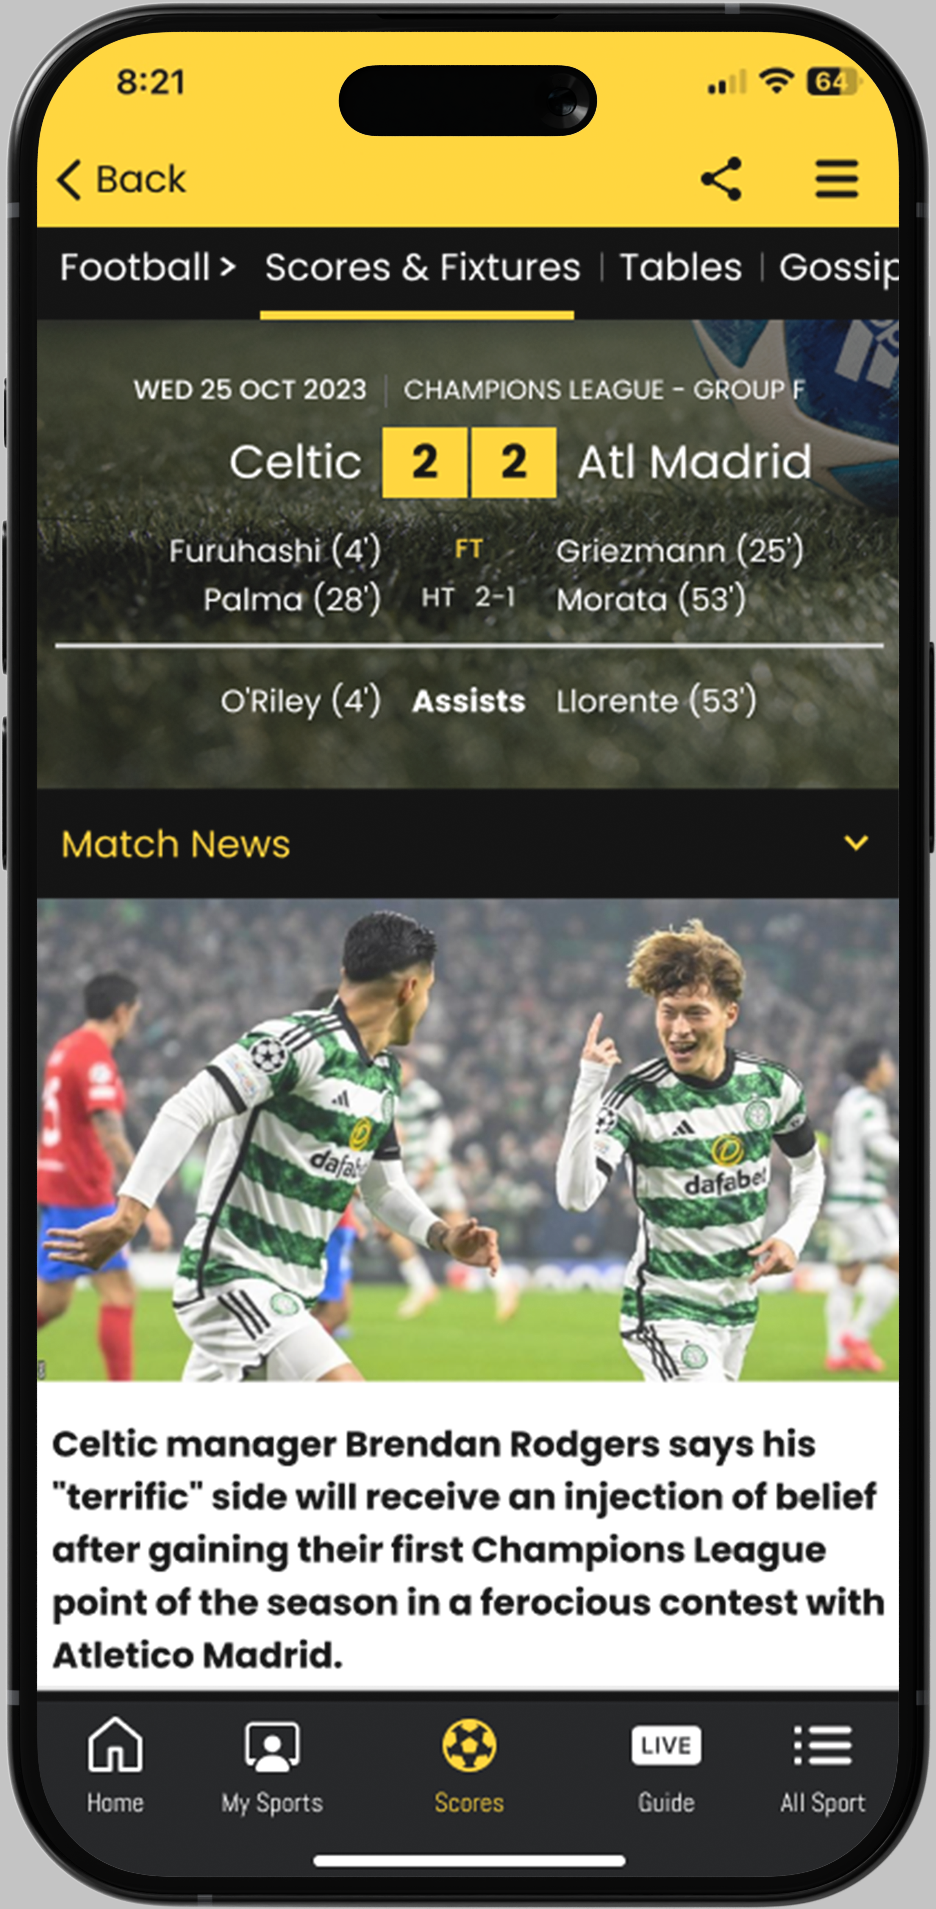 8:21
64
Back
Football > Scores & Fixtures | Tables | Gossip
WED 25 OCT 2023 | CHAMPIONS LEAGUE - GROUP F
Celtic 2 2 Atl Madrid
Furuhashi (4') FT Griezmann (25')
Palma (28') HT 2-1 Morata (53')
O'Riley (4') Assists Llorente (53')
Match News
dafabet
dafabet
Celtic manager Brendan Rodgers says his
"terrific" side will receive an injection of belief
after gaining their first Champions League
point of the season in a ferocious contest with
Atletico Madrid.
LIVE
Home My Sports Scores Guide All Sport